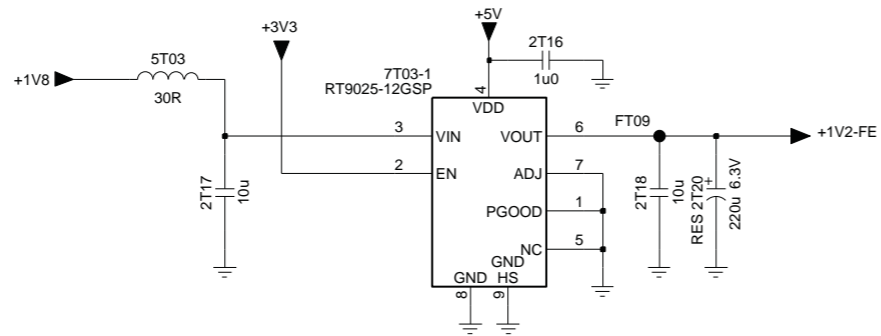 +5V
+3V3
2T16
5T03
7T03-1
+1V8
1u0
RT9025-12GSP
30R
4
VDD
3
VIN
VOUT
6
FT09
+1V2-FE
2
EN
ADJ
7
2T17
10u
PGOOD
1
2T18
10u
RES 2T20
220u 6.3V
+
NC
5
GND
GND
HS
8
9